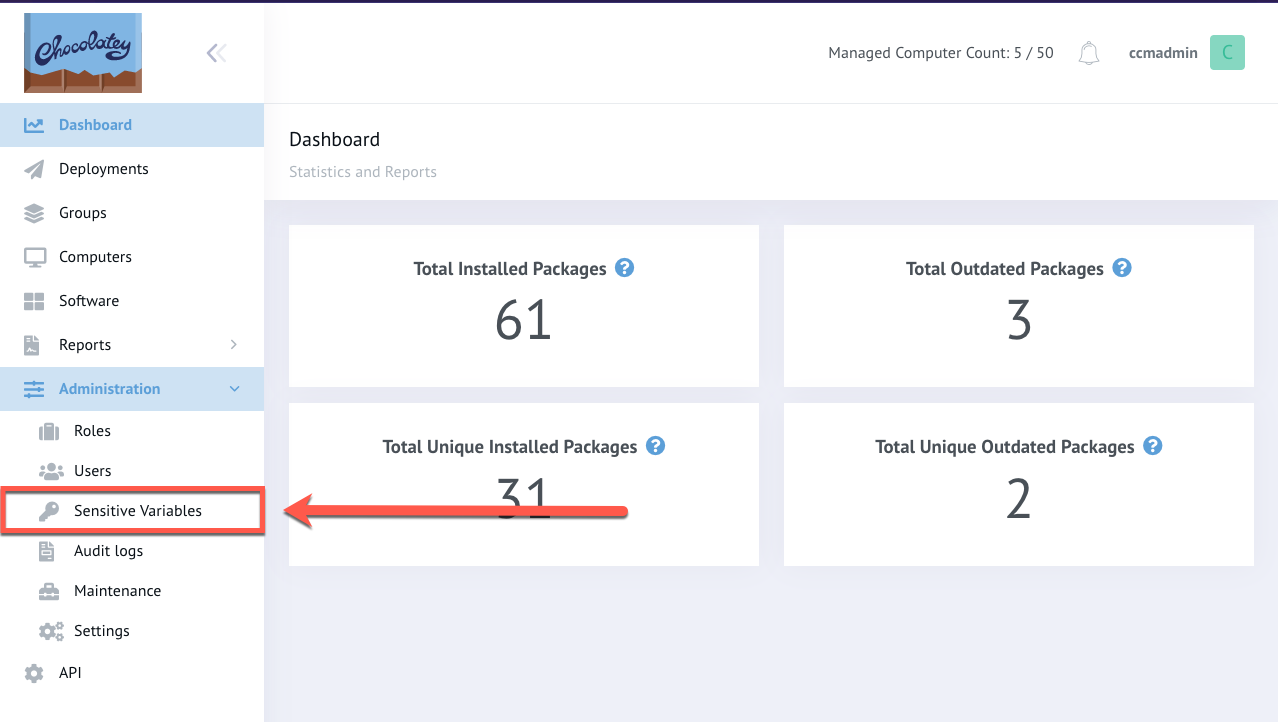 Chocolatey
Managed Computer Count: 5 / 50
ccmadmin
C
Dashboard
Deployments
Groups
Computers
Software
Reports
Administration
Roles
Users
Sensitive Variables
Audit logs
Maintenance
Settings
API
Dashboard
Statistics and Reports
Total Installed Packages ?
61
Total Outdated Packages ?
3
Total Unique Installed Packages ?
31
Total Unique Outdated Packages ?
2